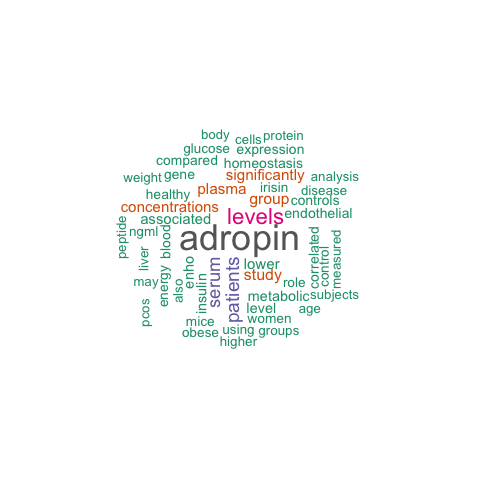 body
cells
protein
glucose
expression
compared
homeostasis
weight
gene
significantly
analysis
healthy
plasma
irisin
disease
concentrations
group
controls
associated
levels
endothelial
peptide
ngml
blood
adropin
correlated
control
measured
liver
energy
enho
serum
patients
lower
study
may
also
insulin
role
metabolic
subjects
pcos
level
age
mice
women
obese
using
groups
higher